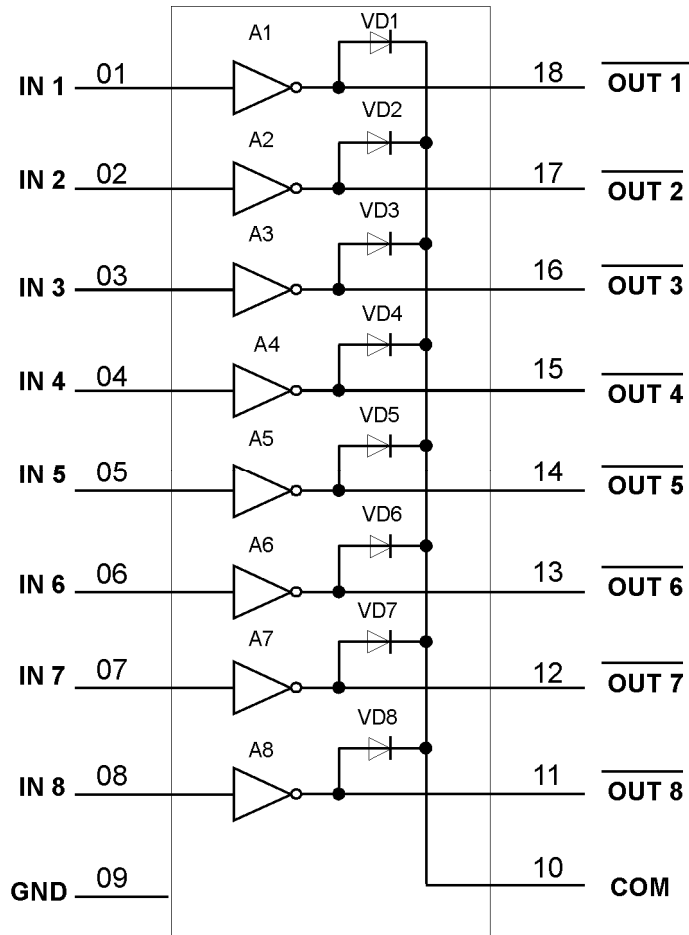 A1 VD1
IN 1 01 18 OUT 1
A2 VD2
IN 2 02 17 OUT 2
A3 VD3
IN 3 03 16 OUT 3
A4 VD4
IN 4 04 15 OUT 4
A5 VD5
IN 5 05 14 OUT 5
A6 VD6
IN 6 06 13 OUT 6
A7 VD7
IN 7 07 12 OUT 7
A8 VD8
IN 8 08 11 OUT 8
GND 09 10 COM